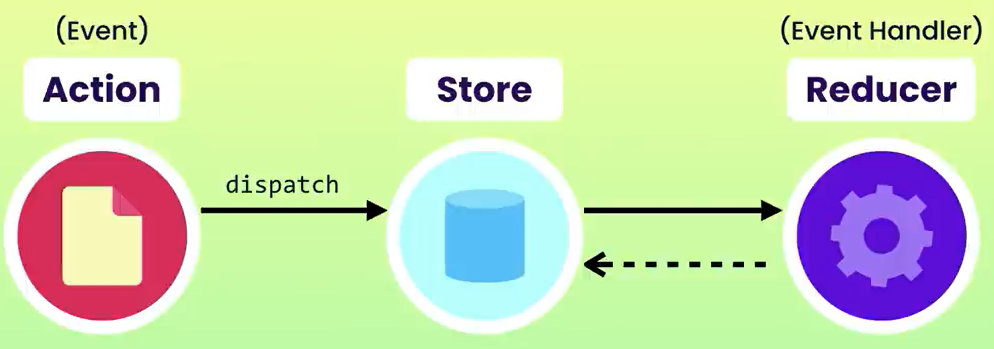 (Event)
Action
Store
(Event Handler)
Reducer
dispatch